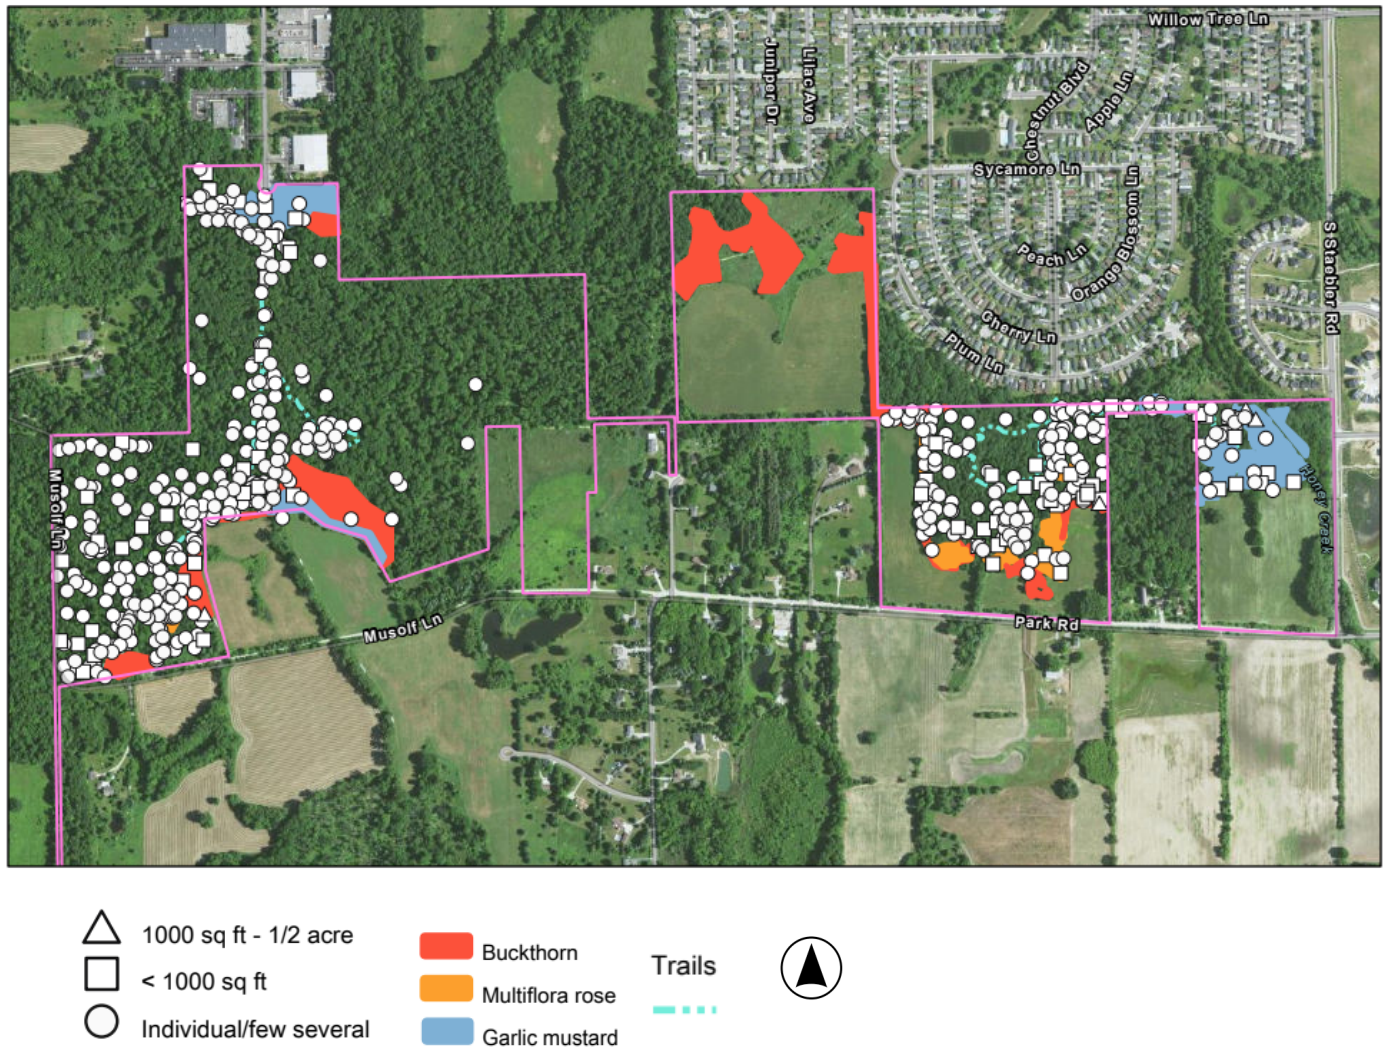 Willow Tree Ln
Juniper Dr
Lilac Ave
Chestnut Blvd
Apple Ln
Sycamore Ln
Orange Blossom Ln
Peach Ln
Cherry Ln
Plum Ln
S Staebler Rd
Honey Creek
Musolf Ln
Musolf Ln
Park Rd
1000 sq ft - 1/2 acre
< 1000 sq ft
Individual/few several
Buckthorn
Multiflora rose
Garlic mustard
Trails